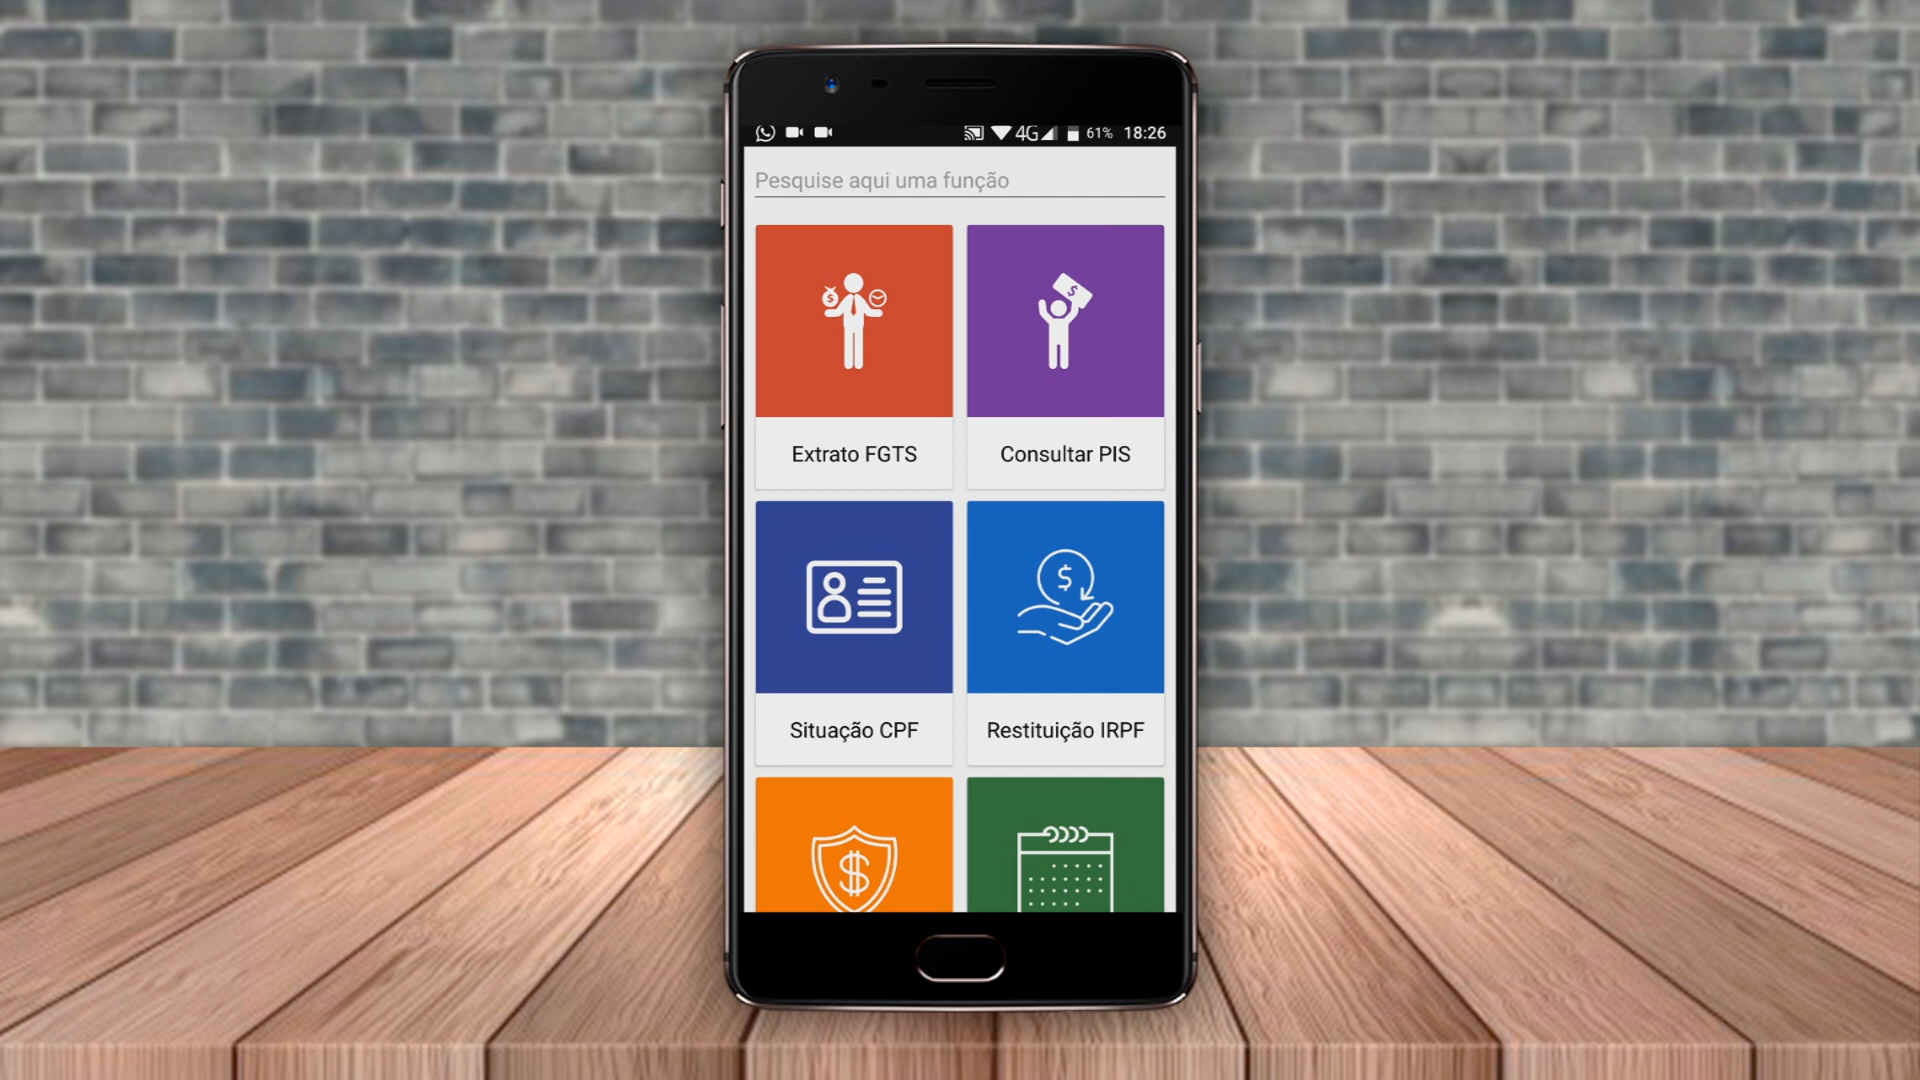 4G 61% 18:26
Pesquise aqui uma função
Extrato FGTS
Consultar PIS
Situação CPF
Restituição IRPF